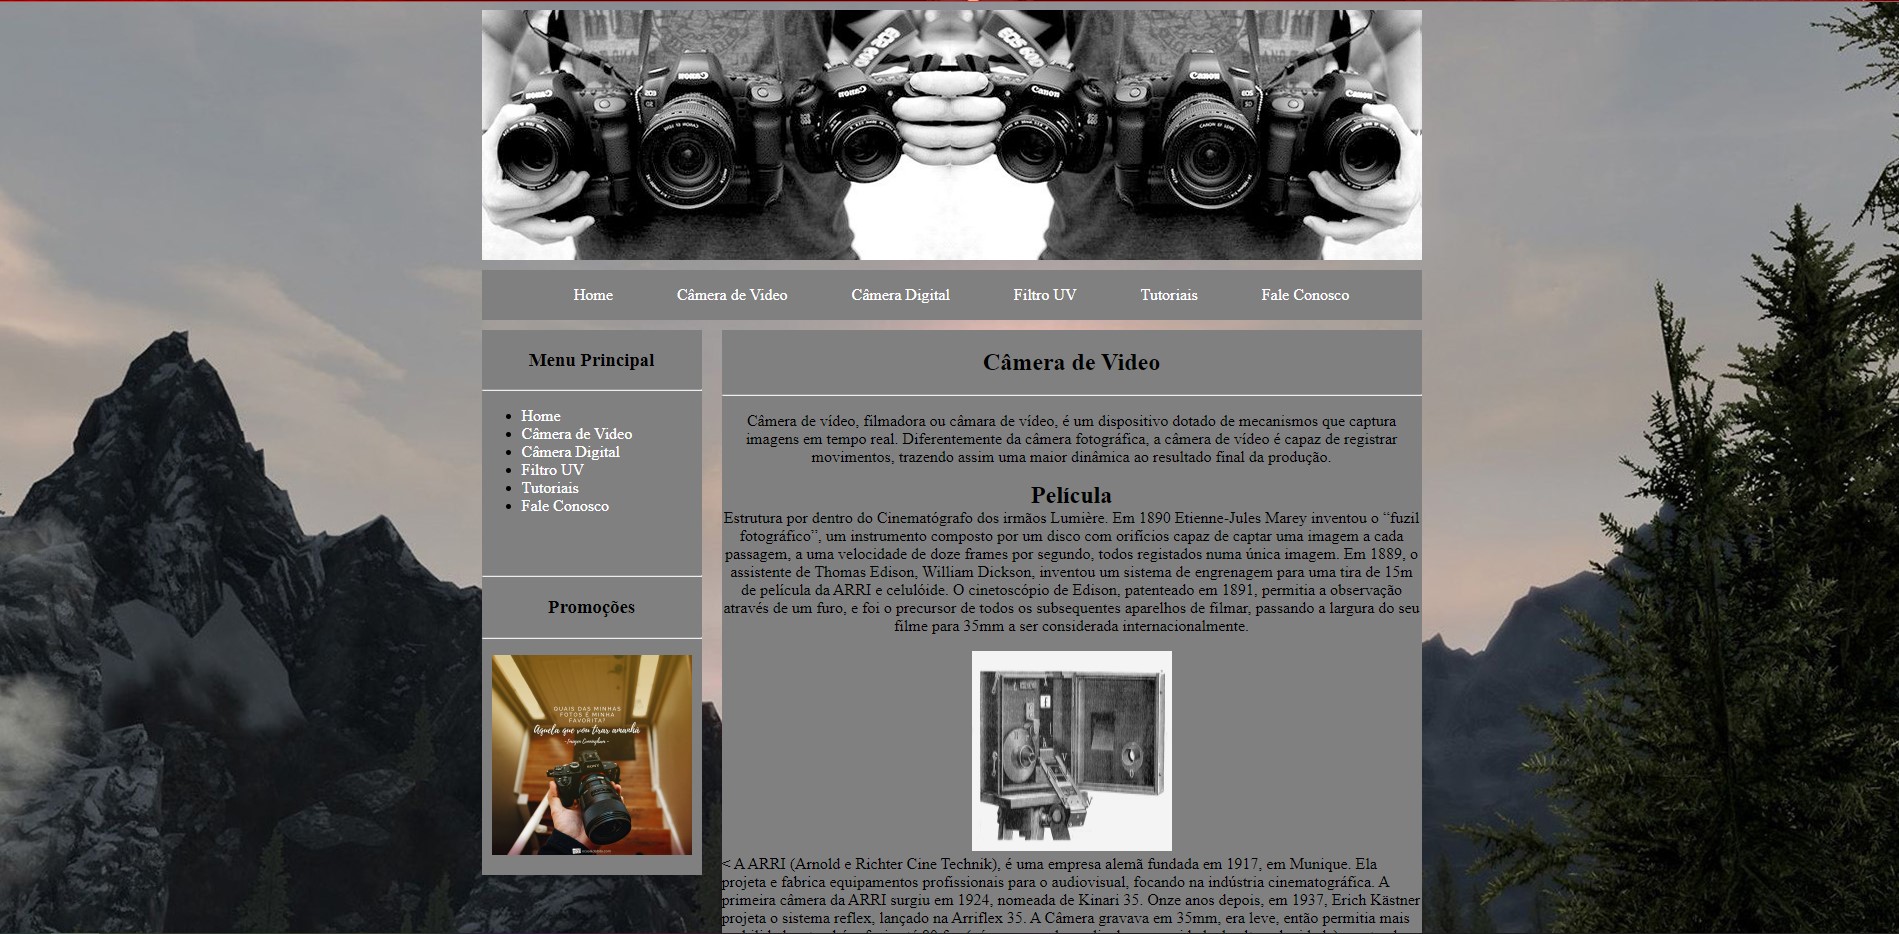 Canon
Canon
Canon
Canon
Home
Câmera de Video
Câmera Digital
Filtro UV
Tutoriais
Fale Conosco
Menu Principal
Home
Câmera de Video
Câmera Digital
Filtro UV
Tutoriais
Fale Conosco
Promoções
QUAIS DAS MINHAS
FOTOS É MINHA
FAVORITA?
Aquela que vou tirar amanhã
Câmera de Video
Câmera de vídeo, filmadora ou câmara de vídeo, é um dispositivo dotado de mecanismos que captura
imagens em tempo real. Diferentemente da câmera fotográfica, a câmera de vídeo é capaz de registrar
movimentos, trazendo assim uma maior dinâmica ao resultado final da produção.
Película
Estrutura por dentro do Cinematógrafo dos irmãos Lumière. Em 1890 Etienne-Jules Marey inventou o “fuzil
fotográfico”, um instrumento composto por um disco com orifícios capaz de captar uma imagem a cada
passagem, a uma velocidade de doze frames por segundo, todos registados numa única imagem. Em 1889, o
assistente de Thomas Edison, William Dickson, inventou um sistema de engrenagem para uma tira de 15m
de película da ARRI e celulóide. O cinetoscópio de Edison, patenteado em 1891, permitia a observação
através de um furo, e foi o precursor de todos os subsequentes aparelhos de filmar, passando a largura do seu
filme para 35mm a ser considerada internacionalmente.
< A ARRI (Arnold e Richter Cine Technik), é uma empresa alemã fundada em 1917, em Munique. Ela
projeta e fabrica equipamentos profissionais para o audiovisual, focando na indústria cinematográfica. A
primeira câmera da ARRI surgiu em 1924, nomeada de Kinari 35. Onze anos depois, em 1937, Erich Kästner
projeta o sistema reflex, lançado na Arriflex 35. A Câmera gravava em 35mm, era leve, então permitia mais